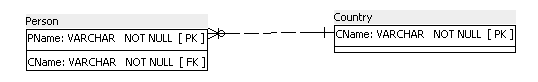 Person
PName: VARCHAR NOT NULL [ PK ]
CName: VARCHAR NOT NULL [ FK ]
Country
CName: VARCHAR NOT NULL [ PK ]